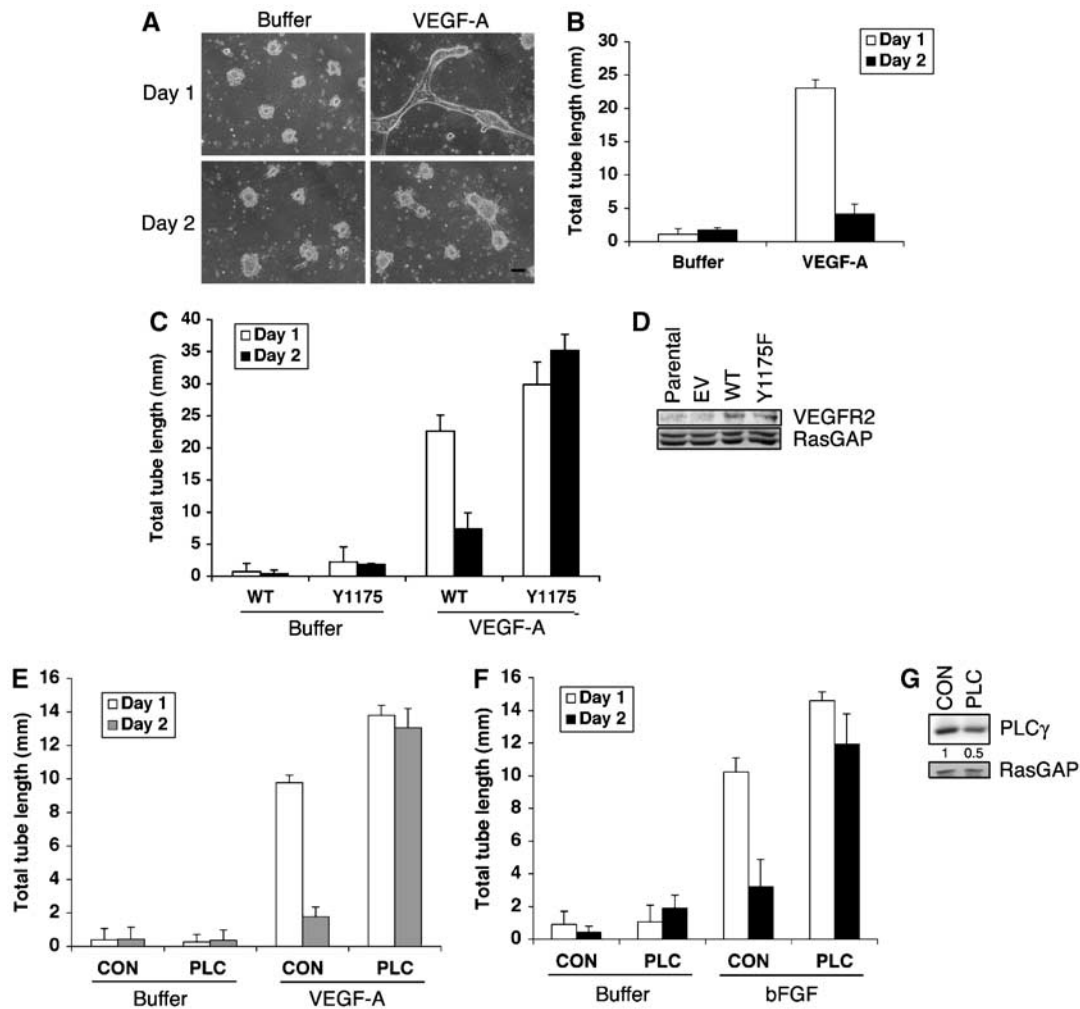 A
Buffer
VEGF-A
Day 1
Day 2
B
Total tube length (mm)
30
25
20
15
10
5
0
Day 1
Day 2
Buffer
VEGF-A
C
Total tube length (mm)
40
35
30
25
20
15
10
5
0
Day 1
Day 2
WT
Y1175
WT
Y1175
-
Buffer
VEGF-A
D
Parental
EV
WT
Y1175F
VEGFR2
RasGAP
E
Total tube length (mm)
16
14
12
10
8
6
4
2
0
Day 1
Day 2
CON
PLC
CON
PLC
Buffer
VEGF-A
F
Total tube length (mm)
16
14
12
10
8
6
4
2
0
Day 1
Day 2
CON
PLC
CON
PLC
Buffer
bFGF
G
CON
PLC
PLCγ
1 0.5
RasGAP